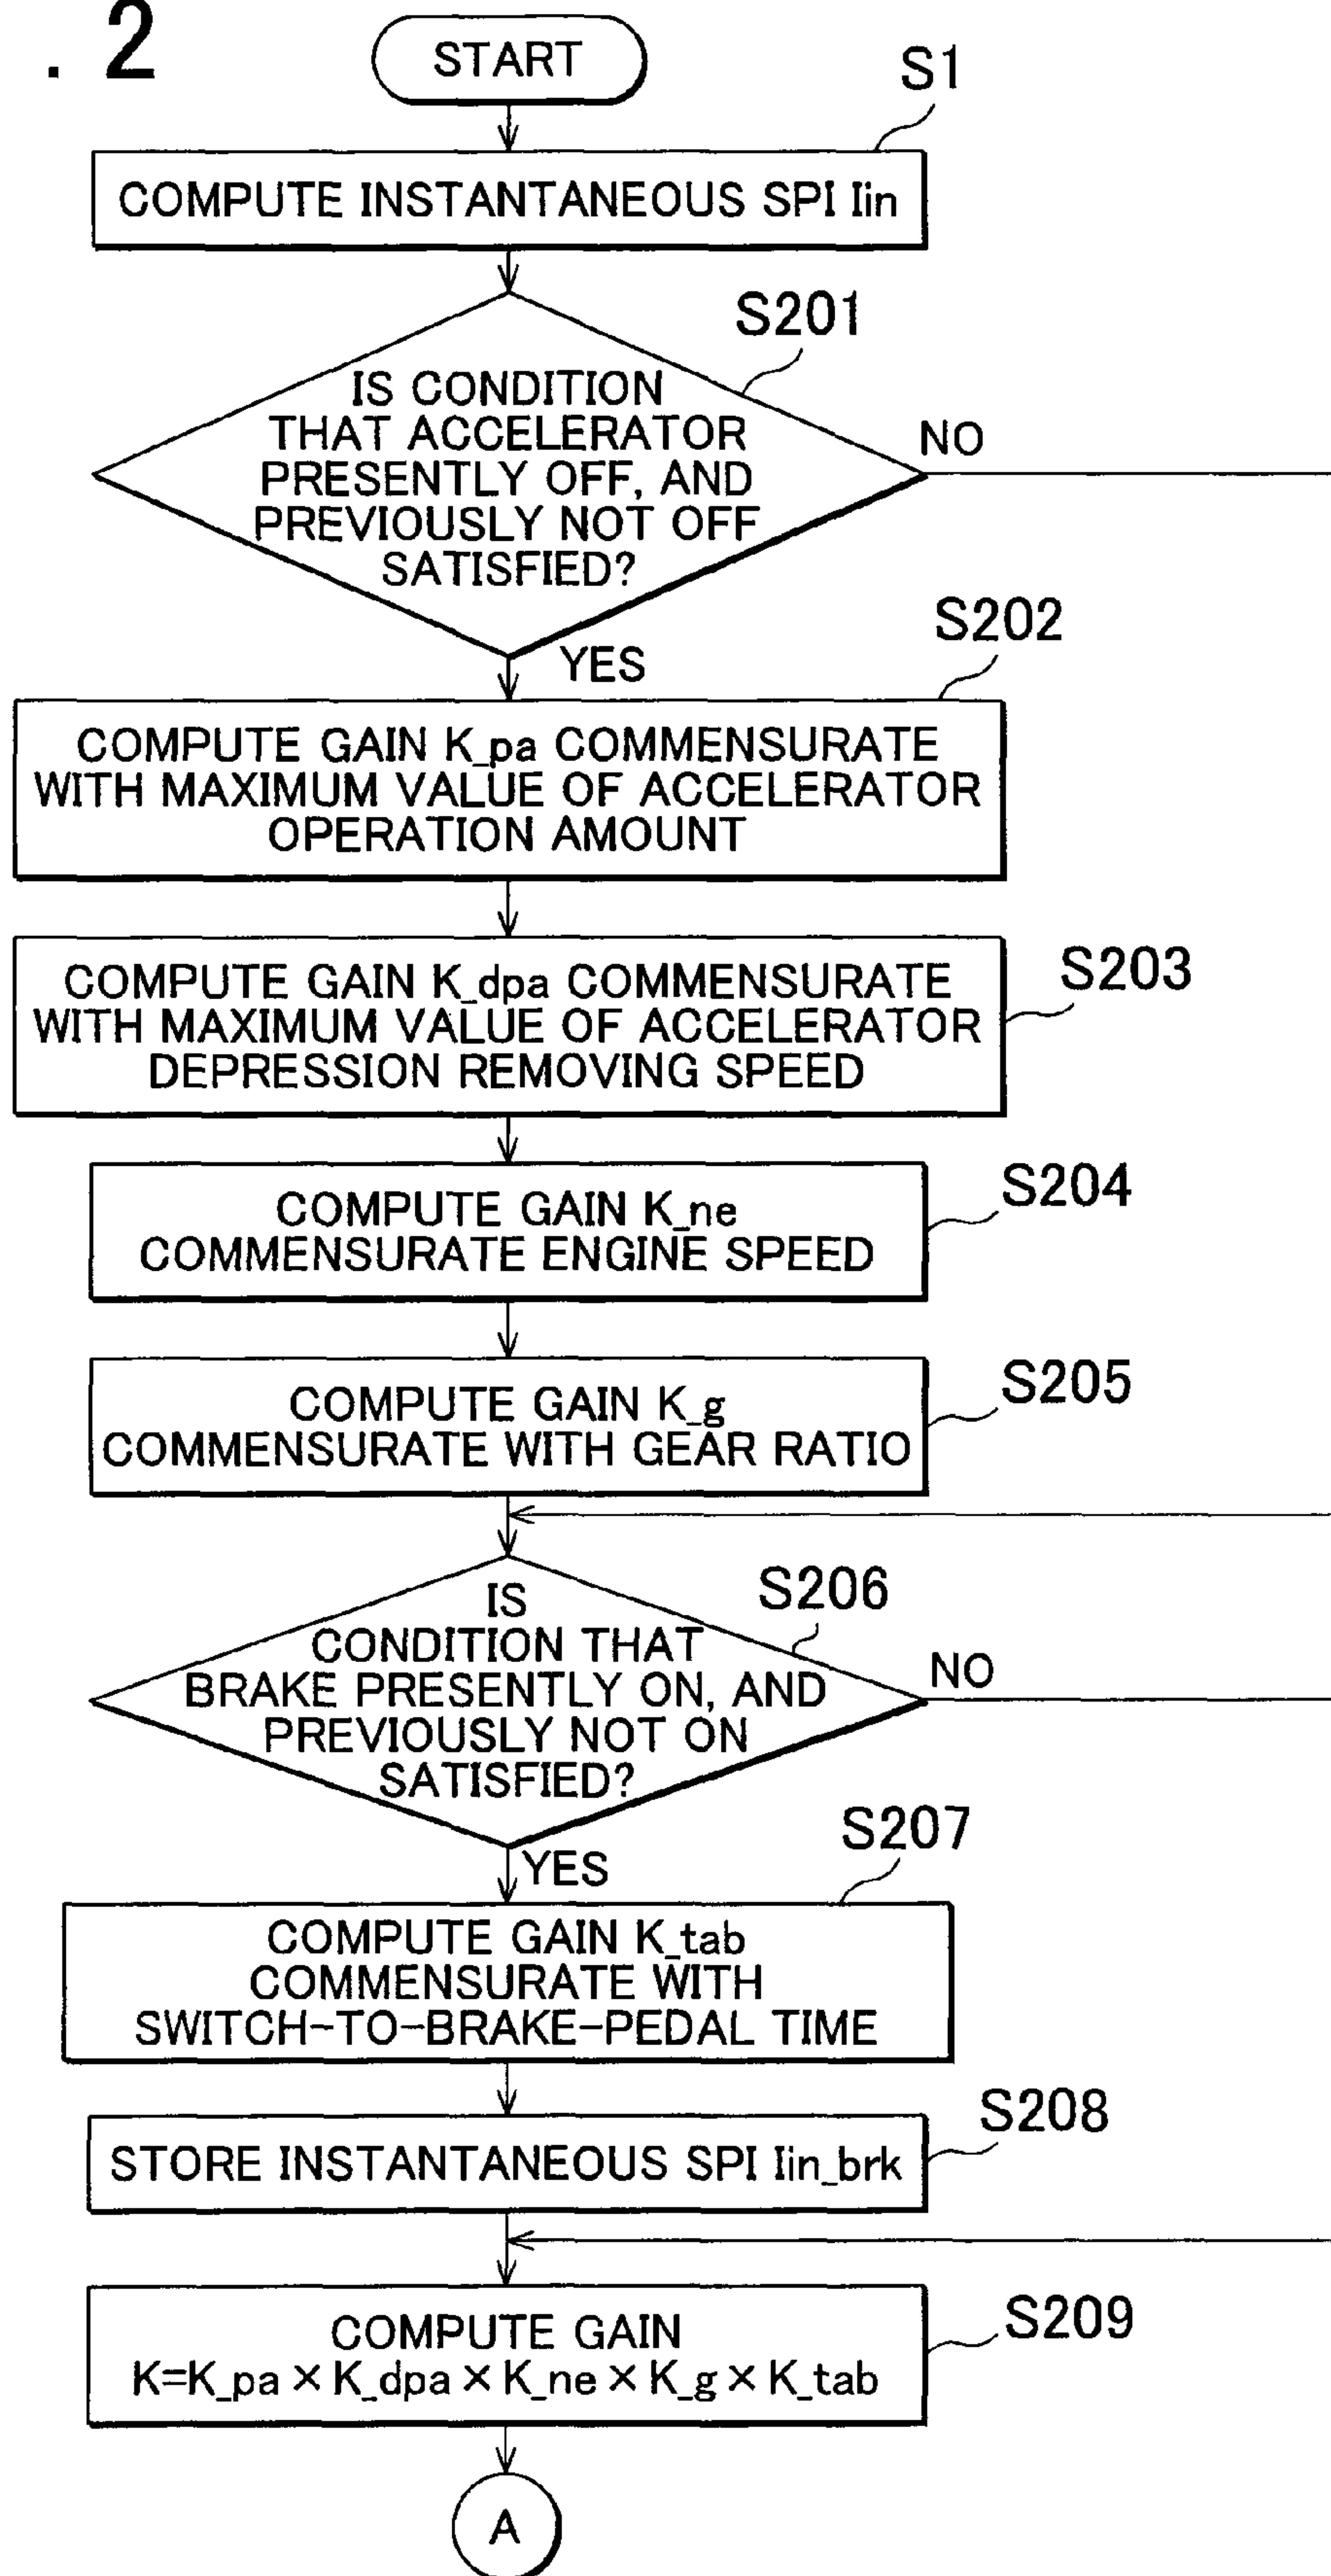 . 2
START
S1
COMPUTE INSTANTANEOUS SPI Iin
S201
IS CONDITION
THAT ACCELERATOR
PRESENTLY OFF, AND
PREVIOUSLY NOT OFF
SATISFIED?
NO
YES
S202
COMPUTE GAIN K_pa COMMENSURATE
WITH MAXIMUM VALUE OF ACCELERATOR
OPERATION AMOUNT
S203
COMPUTE GAIN K_dpa COMMENSURATE
WITH MAXIMUM VALUE OF ACCELERATOR
DEPRESSION REMOVING SPEED
S204
COMPUTE GAIN K_ne
COMMENSURATE ENGINE SPEED
S205
COMPUTE GAIN K_g
COMMENSURATE WITH GEAR RATIO
S206
IS
CONDITION THAT
BRAKE PRESENTLY ON, AND
PREVIOUSLY NOT ON
SATISFIED?
NO
YES
S207
COMPUTE GAIN K_tab
COMMENSURATE WITH
SWITCH-TO-BRAKE-PEDAL TIME
S208
STORE INSTANTANEOUS SPI Iin_brk
S209
COMPUTE GAIN
K=K_pa × K_dpa × K_ne × K_g × K_tab
A